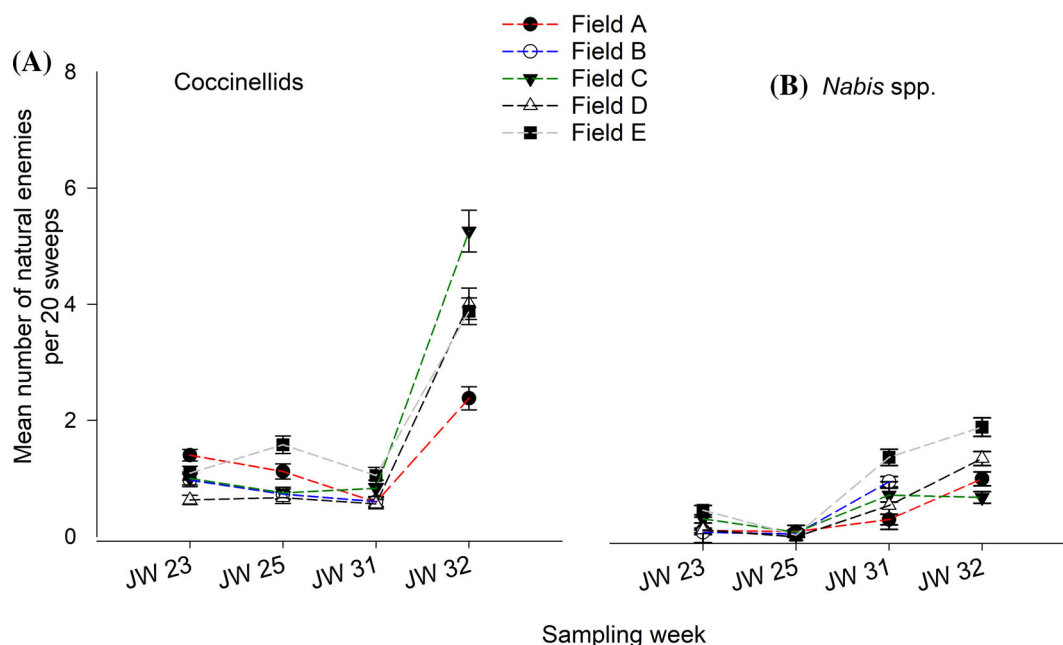 Field A
Field B
Field C
Field D
Field E
(A)
Coccinellids
(B) Nabis spp.
Mean number of natural enemies
per 20 sweeps
8
6
4
2
0
JW 23
JW 25
JW 31
JW 32
JW 23
JW 25
JW 31
JW 32
Sampling week